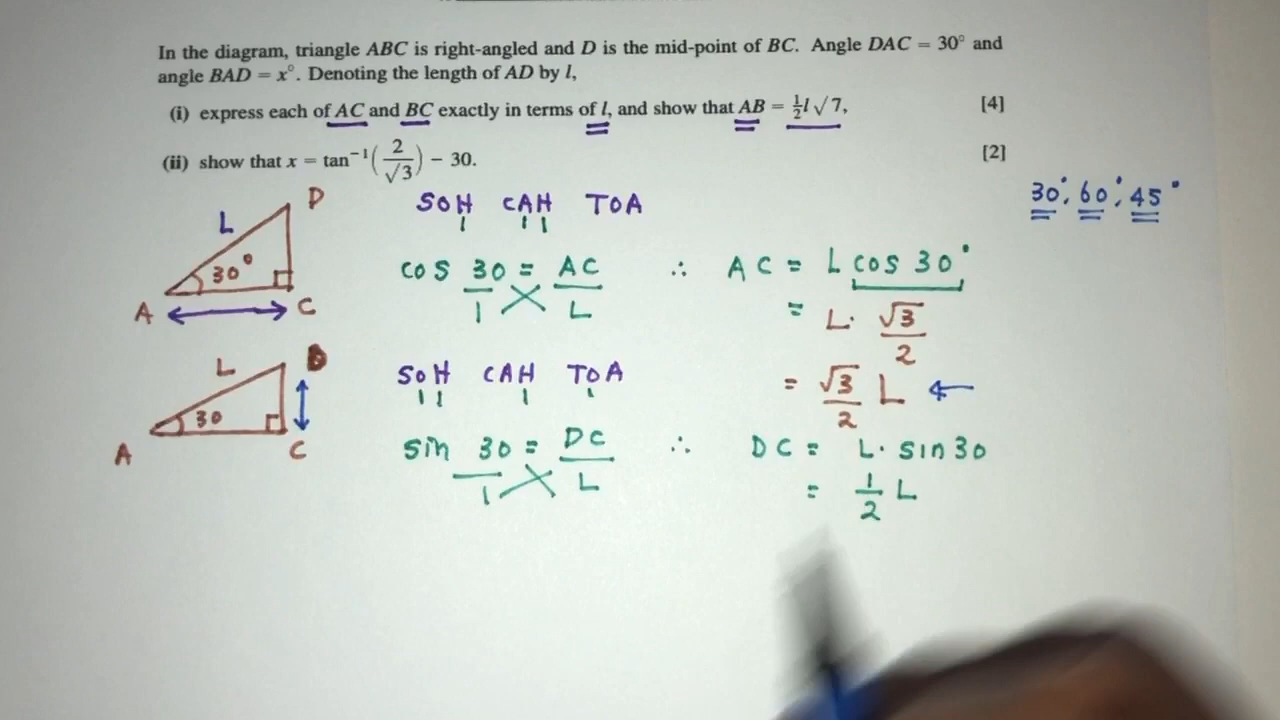 In the diagram, triangle ABC is right-angled and D is the mid-point of BC. Angle DAC = 30° and
angle BAD = x°. Denoting the length of AD by l,
(i) express each of AC and BC exactly in terms of l, and show that AB = ½l√7, [4]
(ii) show that x = tan⁻¹(2/√3) − 30. [2]
30°, 60°, 45°
D
L
30°
A
C
SOH CAH TOA
cos 30/1 = AC/L ∴ AC = L cos 30°
= L · √3/2
= √3/2 L
L
D
30
A
C
SOH CAH TOA
sin 30/1 = DC/L ∴ DC = L · sin 30
= 1/2 L